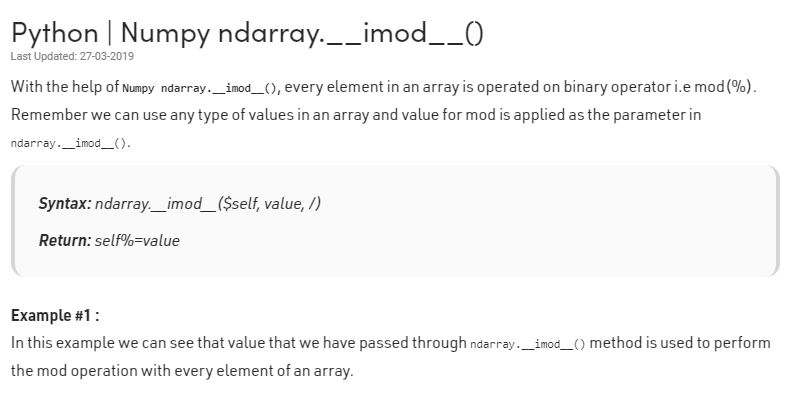 Python | Numpy ndarray.__imod__()
Last Updated: 27-03-2019
With the help of Numpy ndarray.__imod__(), every element in an array is operated on binary operator i.e mod(%).
Remember we can use any type of values in an array and value for mod is applied as the parameter in
ndarray.__imod__().
Syntax: ndarray.__imod__($self, value, /)
Return: self%=value
Example #1 :
In this example we can see that value that we have passed through ndarray.__imod__() method is used to perform
the mod operation with every element of an array.